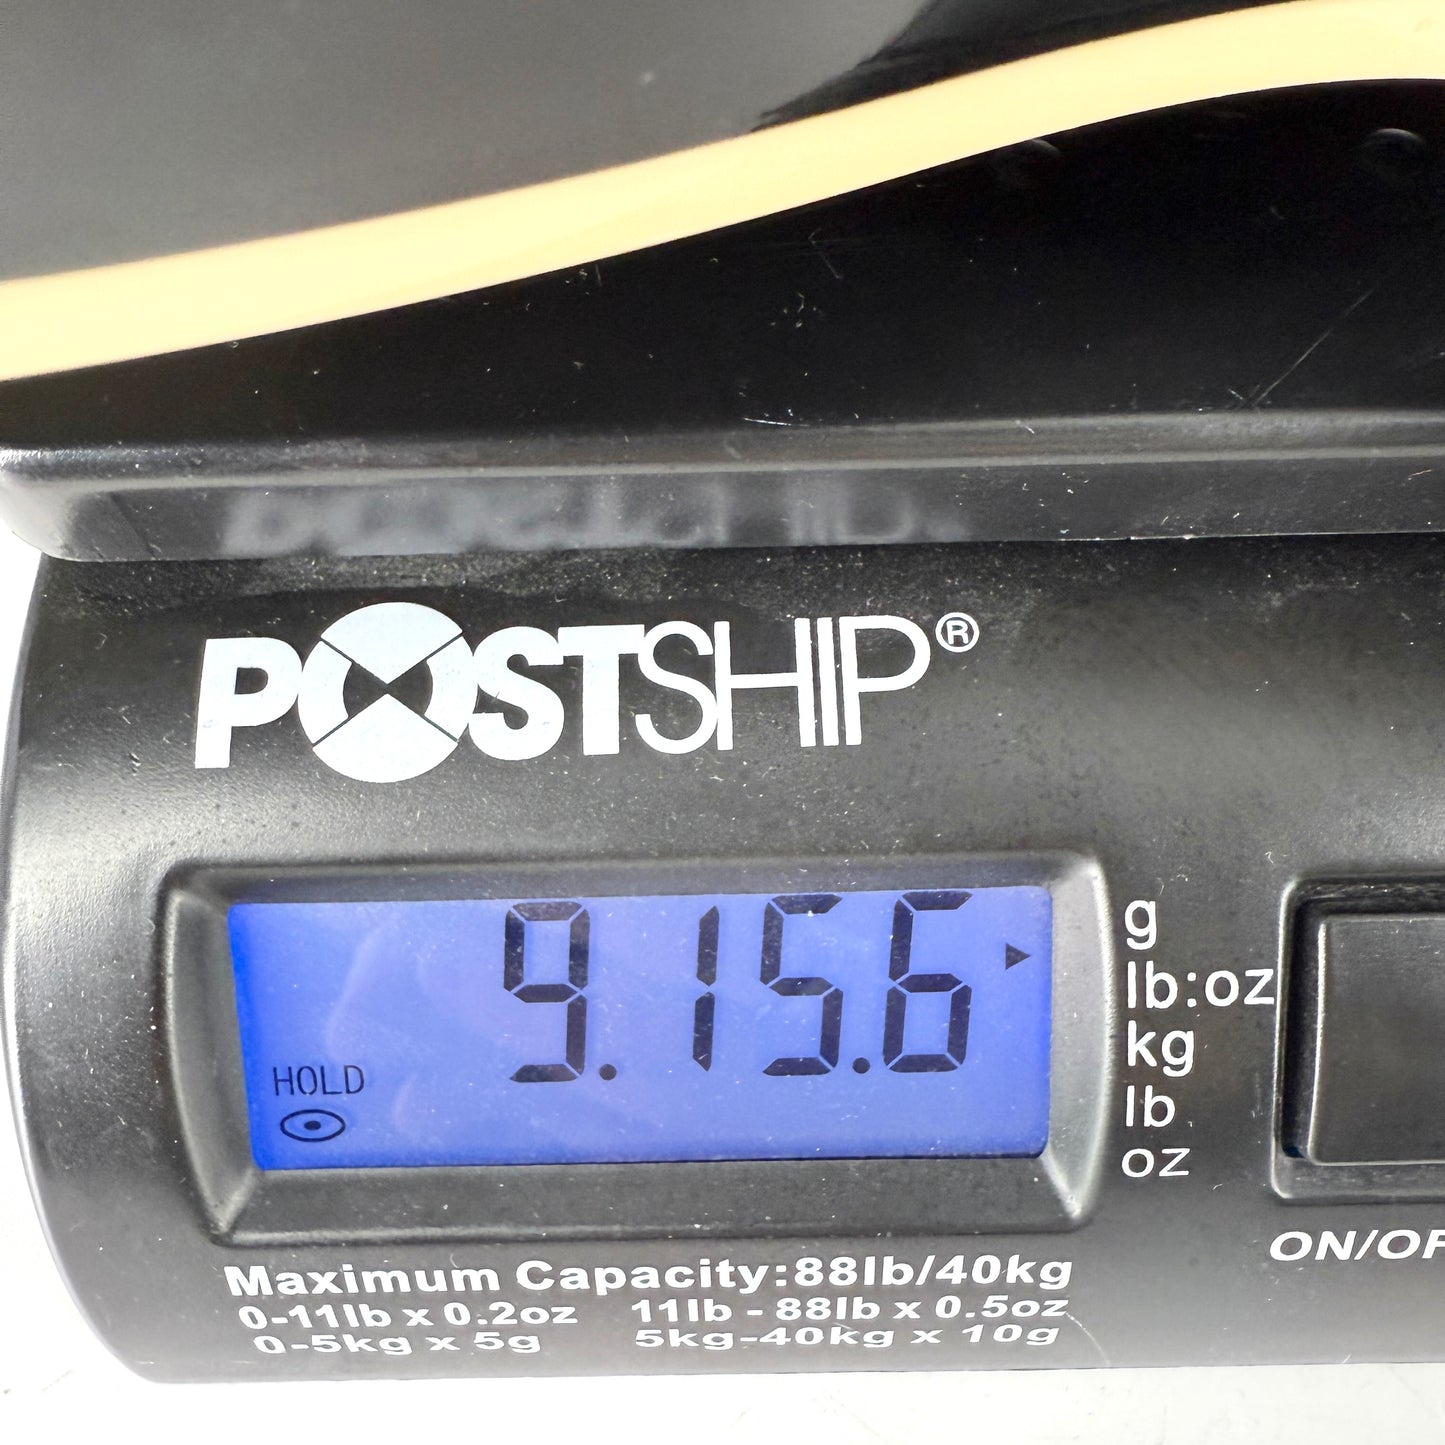 POSTSHIP®
9.15.6
HOLD
g
lb:oz
kg
lb
oz
ON/OF
Maximum Capacity:88lb/40kg
0-11lb x 0.2oz 11lb - 88lb x 0.5oz
0-5kg x 5g 5kg-40kg x 10g